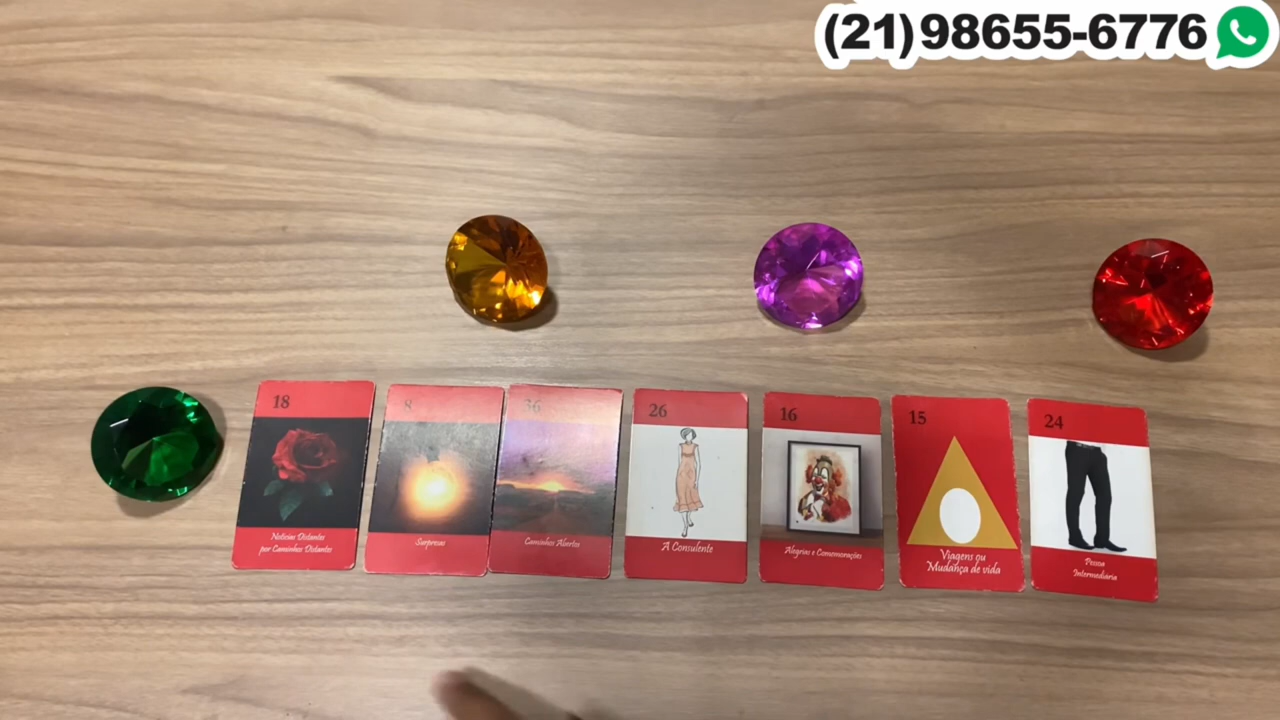 (21)98655-6776
18
Notícias Distantes
por Caminhos Distantes
8
Surpresas
36
Caminhos Abertos
26
A Consulente
16
Alegrias e Comemorações
15
Viagens ou
Mudança de vida
24
Pessoa
Intermediária